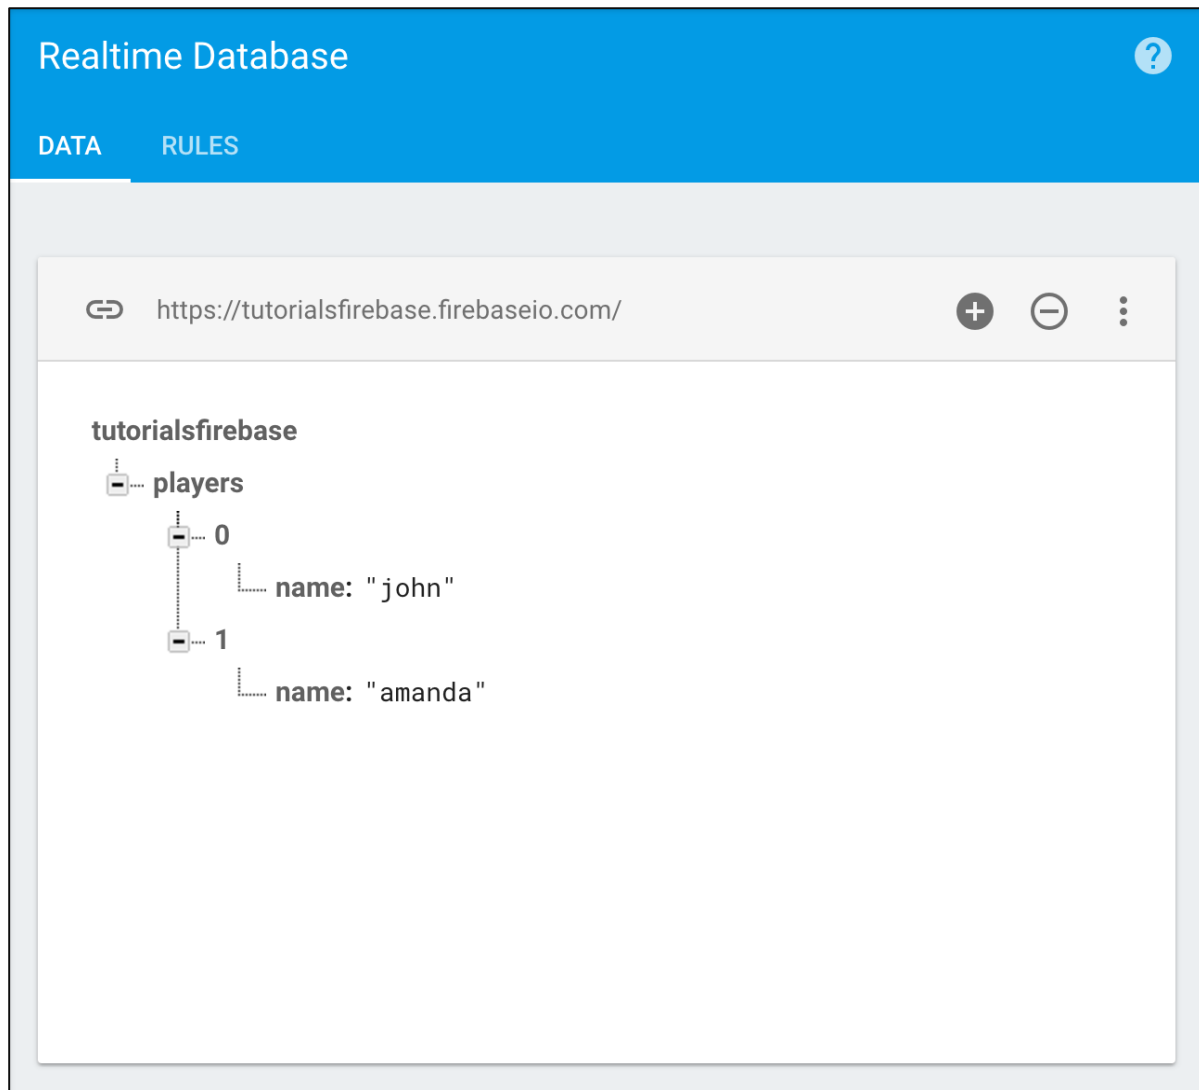 Realtime Database
DATA RULES
https://tutorialsfirebase.firebaseio.com/
tutorialsfirebase
players
0
name: "john"
1
name: "amanda"